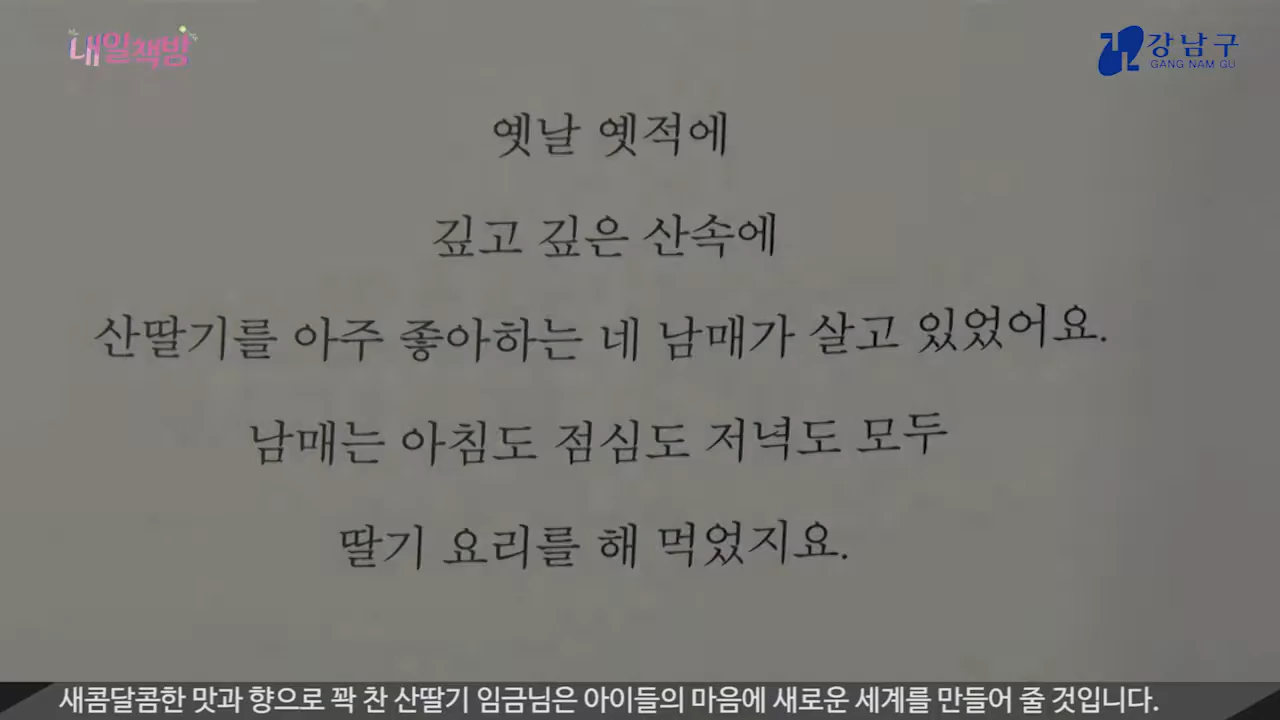 내일책방
강남구
GANG NAM GU
옛날 옛적에
깊고 깊은 산속에
산딸기를 아주 좋아하는 네 남매가 살고 있었어요.
남매는 아침도 점심도 저녁도 모두
딸기 요리를 해 먹었지요.
새콤달콤한 맛과 향으로 꽉 찬 산딸기 임금님은 아이들의 마음에 새로운 세계를 만들어 줄 것입니다.